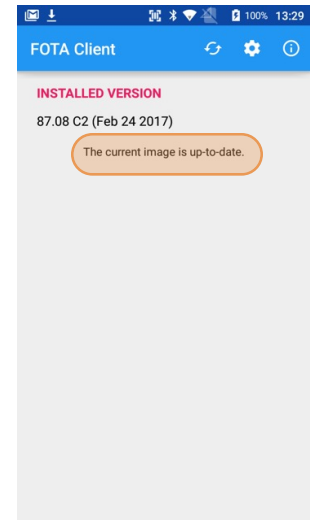 100% 13:29
FOTA Client
INSTALLED VERSION
87.08 C2 (Feb 24 2017)
The current image is up-to-date.